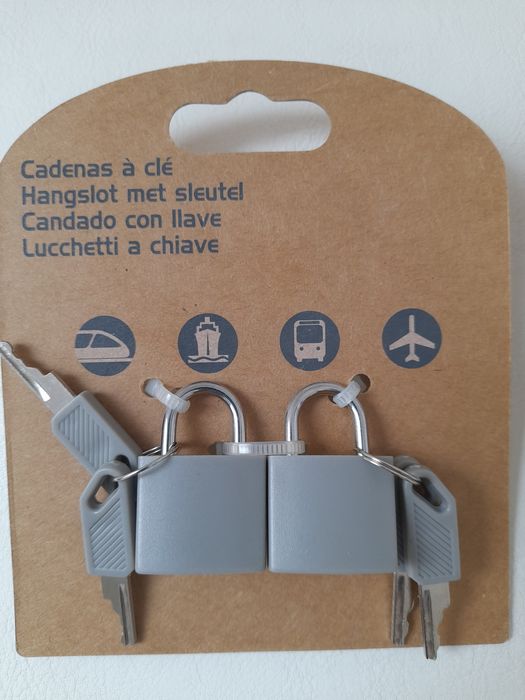 Cadenas à clé
Hangslot met sleutel
Candado con llave
Lucchetti a chiave